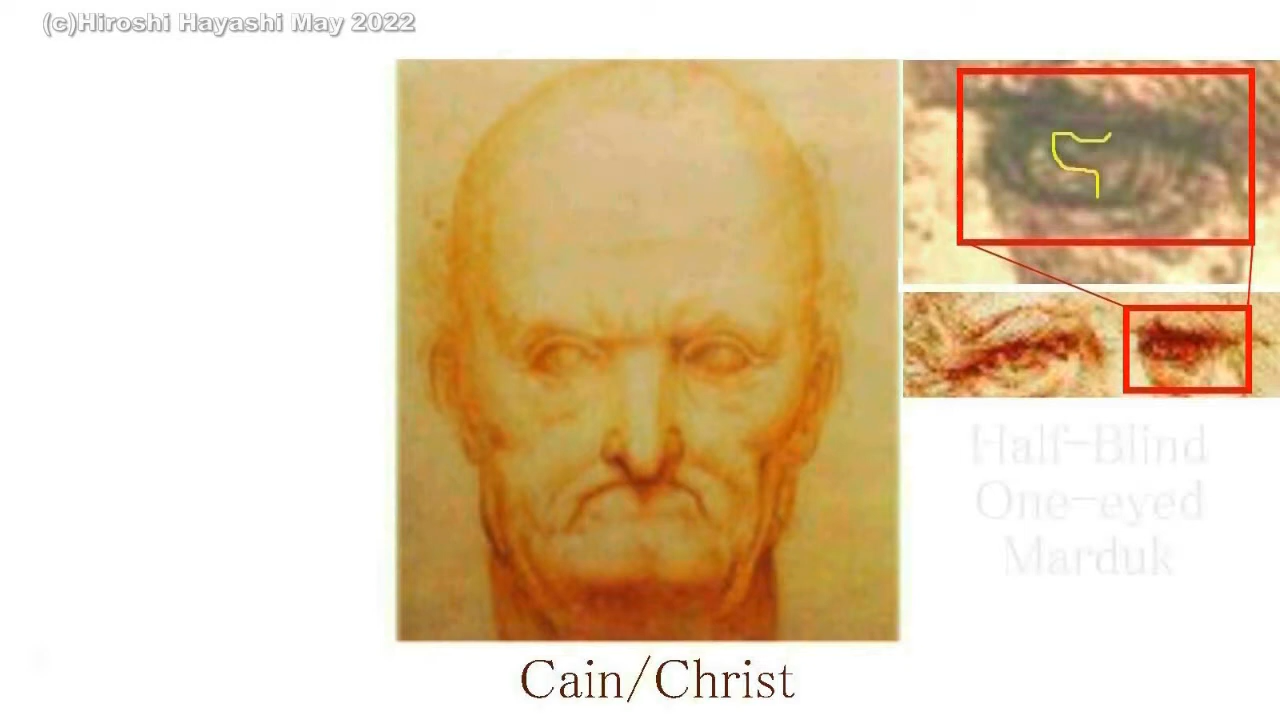 (c)Hiroshi Hayashi May 2022
Half-Blind
One-eyed
Marduk
Cain/Christ